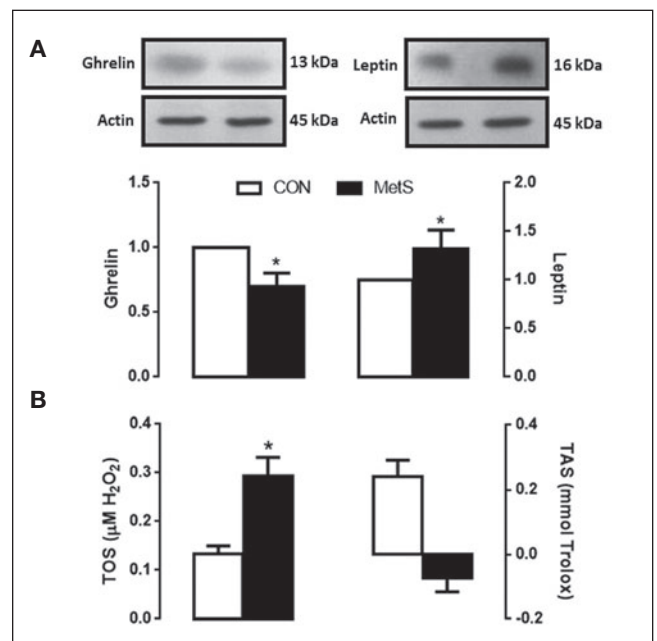 A
Ghrelin 13 kDa Leptin 16 kDa
Actin 45 kDa Actin 45 kDa
CON MetS
1.5
1.0
0.5
0.0
Ghrelin
* *
2.0
1.5
1.0
0.5
0.0
Leptin
B
0.4
0.3
0.2
0.1
0.0
TOS (µM H₂O₂)
*
0.4
0.2
0.0
-0.2
TAS (mmol Trolox)